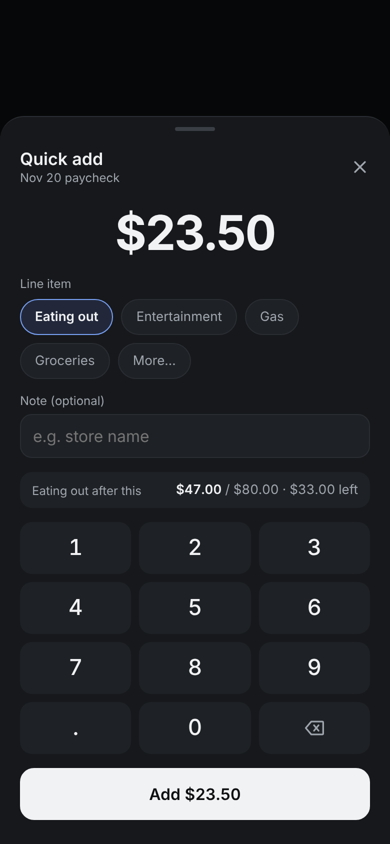 Quick add
Nov 20 paycheck
$23.50
Line item
Eating out
Entertainment
Gas
Groceries
More...
Note (optional)
e.g. store name
Eating out after this $47.00 / $80.00 · $33.00 left
1 2 3
4 5 6
7 8 9
. 0
Add $23.50